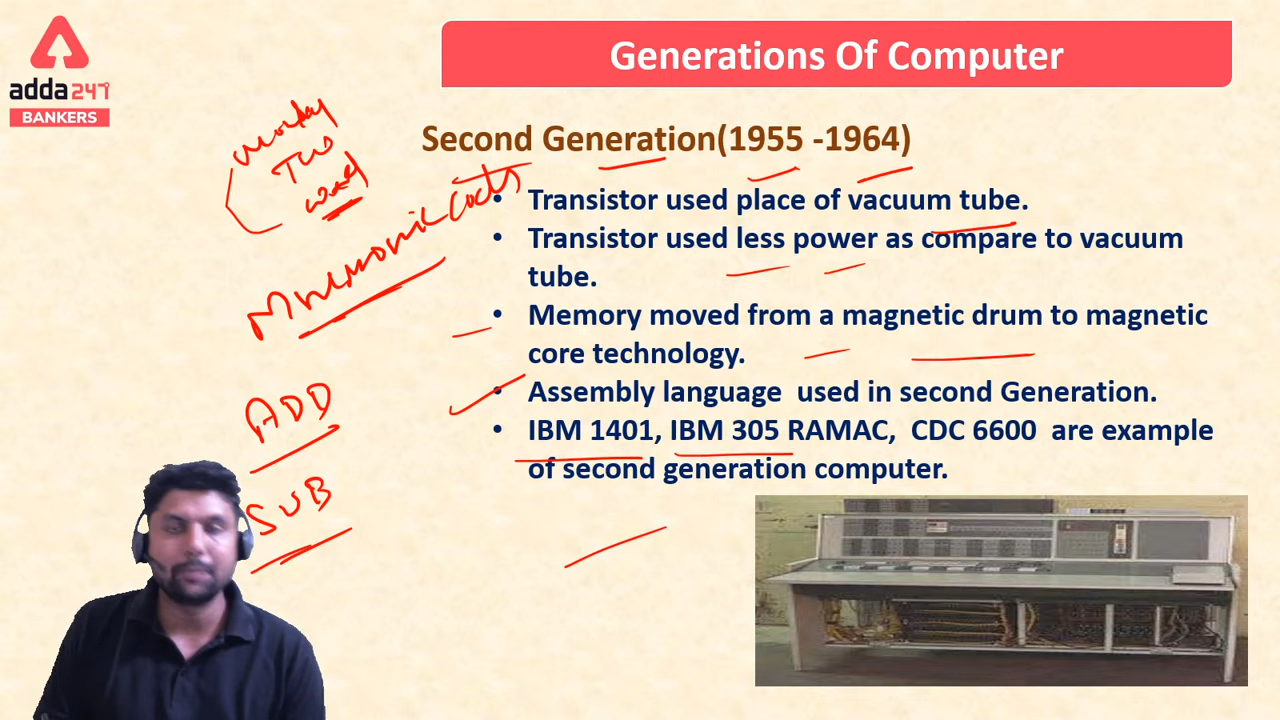 adda247
BANKERS
Generations Of Computer
Second Generation(1955 -1964)
• Transistor used place of vacuum tube.
• Transistor used less power as compare to vacuum
tube.
• Memory moved from a magnetic drum to magnetic
core technology.
• Assembly language used in second Generation.
• IBM 1401, IBM 305 RAMAC, CDC 6600 are example
of second generation computer.
Mnemonic
ADD
SUB